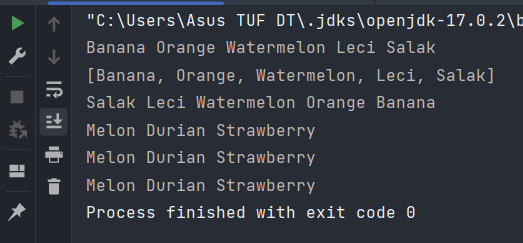 "C:\Users\Asus TUF DT\.jdks\openjdk-17.0.2\b
Banana Orange Watermelon Leci Salak
[Banana, Orange, Watermelon, Leci, Salak]
Salak Leci Watermelon Orange Banana
Melon Durian Strawberry
Melon Durian Strawberry
Melon Durian Strawberry
Process finished with exit code 0